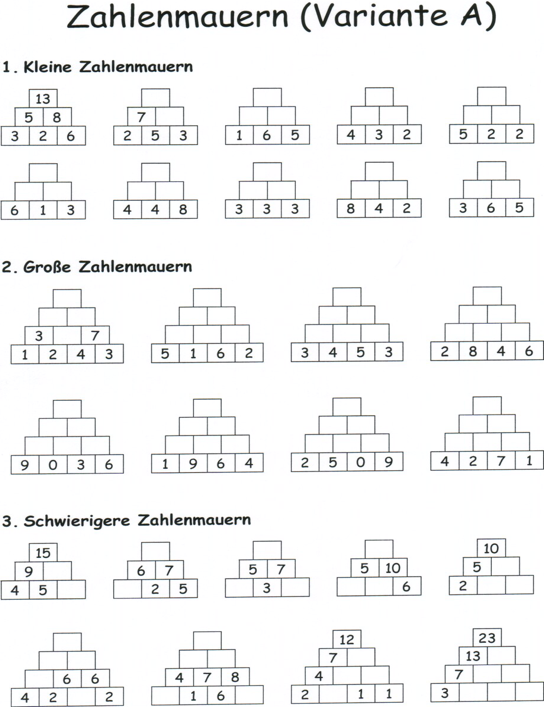 Zahlenmauern (Variante A)
1. Kleine Zahlenmauern
13
5 8 7
3 2 6 2 5 3 1 6 5 4 3 2 5 2 2
6 1 3 4 4 8 3 3 3 8 4 2 3 6 5
2. Große Zahlenmauern
3 7
1 2 4 3 5 1 6 2 3 4 5 3 2 8 4 6
9 0 3 6 1 9 6 4 2 5 0 9 4 2 7 1
3. Schwierigere Zahlenmauern
15 10
9 6 7 5 7 5 10 5
4 5 2 5 3 6 2
12 23
7 13
6 6 4 7 8 4 7
4 2 2 1 6 2 1 1 3